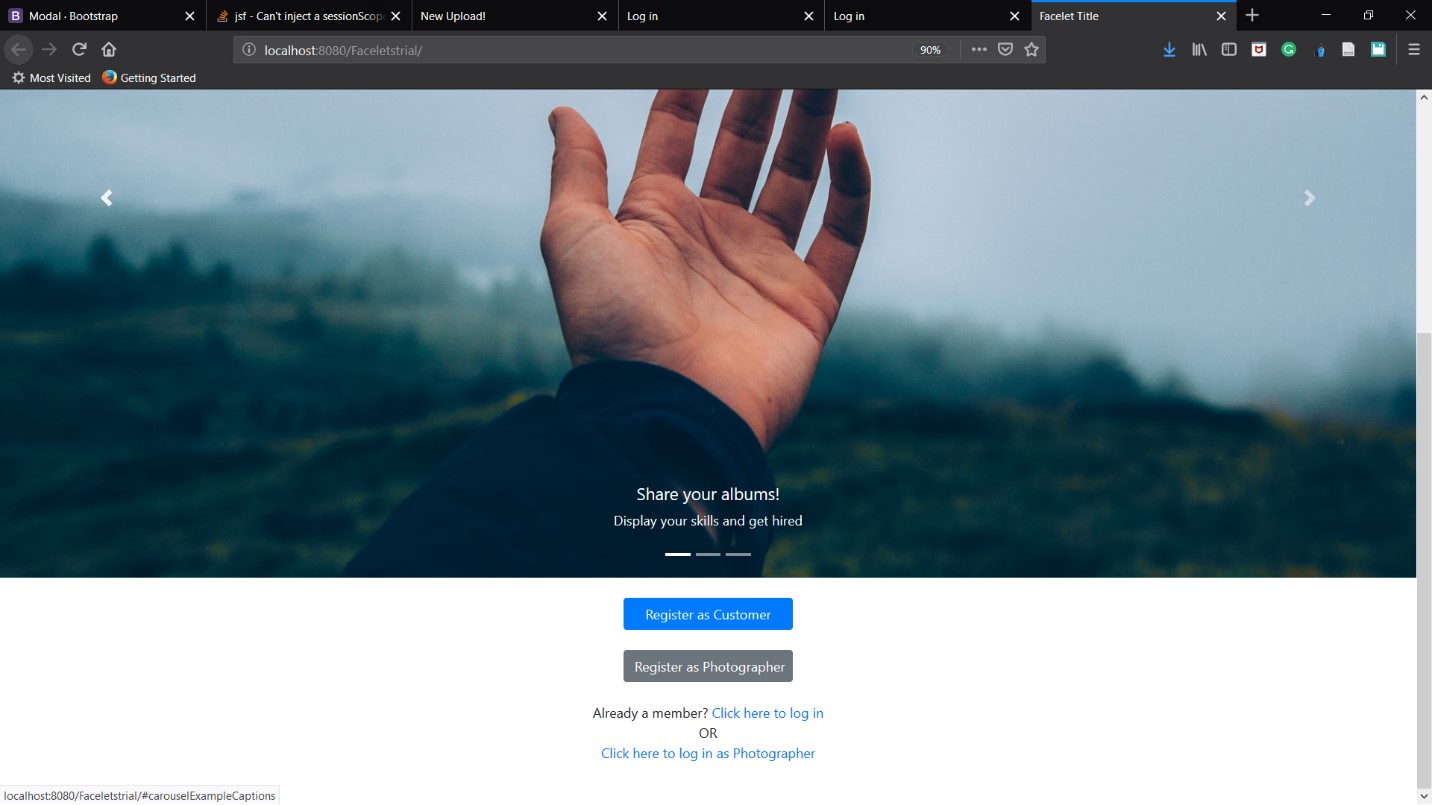 B Modal · Bootstrap
jsf - Can't inject a sessionScop
New Upload!
Log in
Log in
Facelet Title
localhost:8080/Faceletstrial/
90%
Most Visited
Getting Started
Share your albums!
Display your skills and get hired
Register as Customer
Register as Photographer
Already a member? Click here to log in
OR
Click here to log in as Photographer
localhost:8080/Faceletstrial/#carouselExampleCaptions